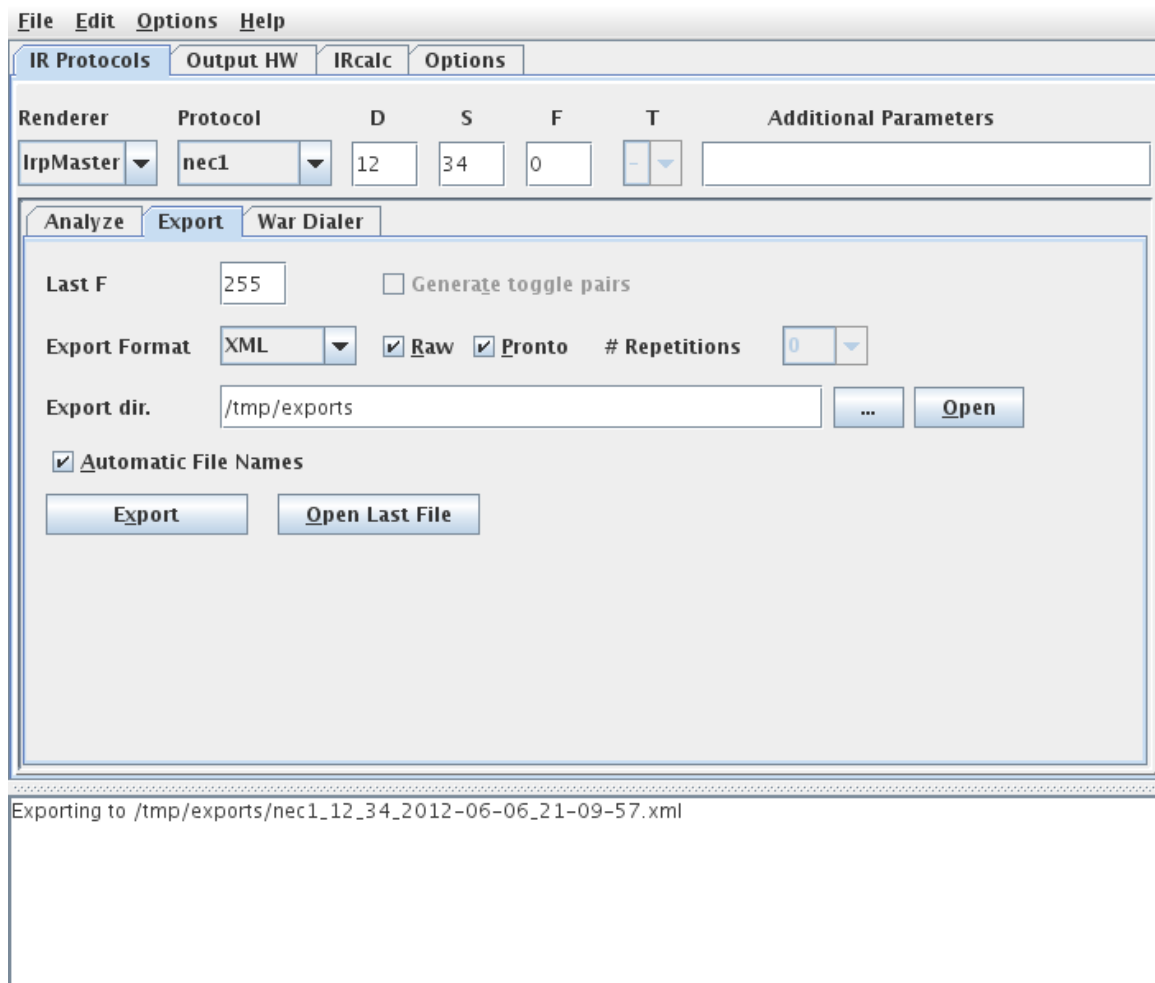 File Edit Options Help
IR Protocols Output HW IRcalc Options
Renderer Protocol D S F T Additional Parameters
IrpMaster nec1 12 34 0 -
Analyze Export War Dialer
Last F 255 Generate toggle pairs
Export Format XML Raw Pronto # Repetitions 0
Export dir. /tmp/exports ... Open
Automatic File Names
Export Open Last File
Exporting to /tmp/exports/nec1_12_34_2012-06-06_21-09-57.xml